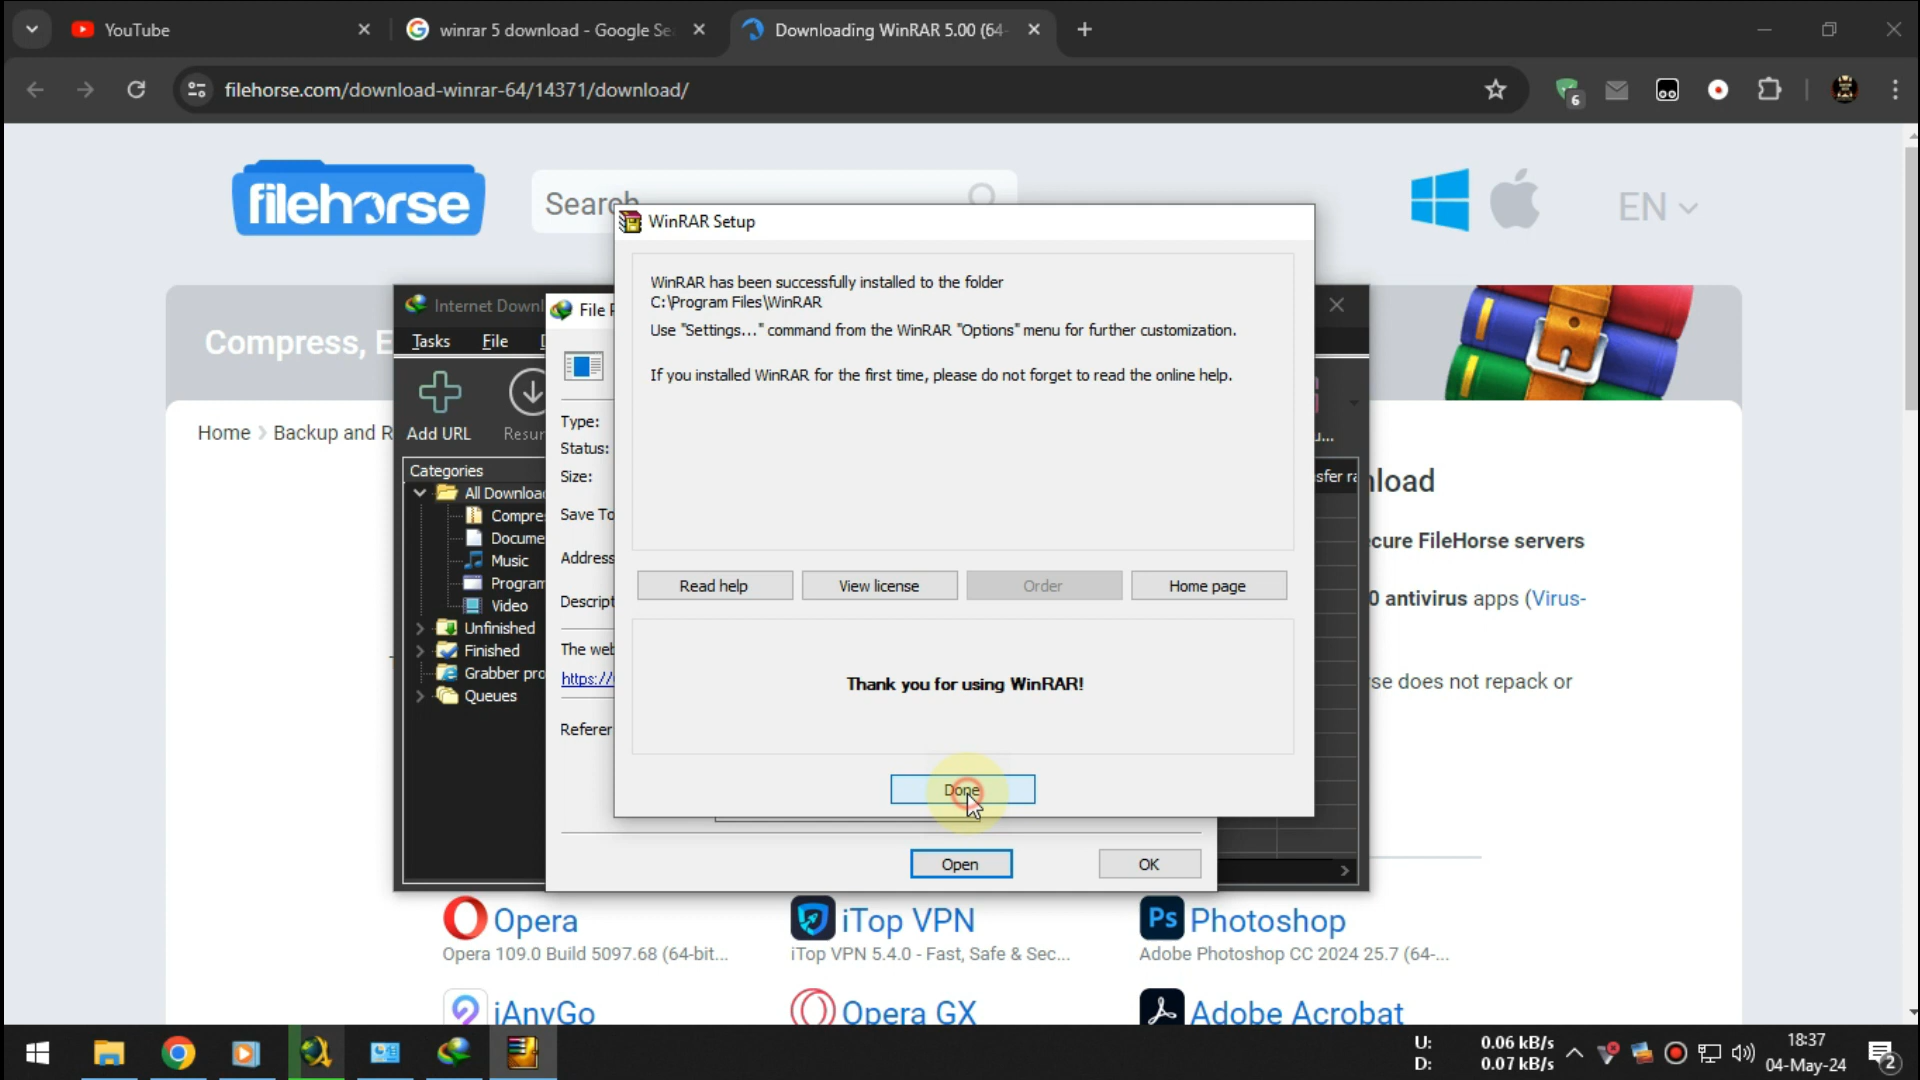 YouTube
winrar 5 download - Google Se
Downloading WinRAR 5.00 (64-
filehorse.com/download-winrar-64/14371/download/
6
filehorse
Search
EN
WinRAR Setup
WinRAR has been successfully installed to the folder
C:\Program Files\WinRAR
Use "Settings..." command from the WinRAR "Options" menu for further customization.
If you installed WinRAR for the first time, please do not forget to read the online help.
Read help
View license
Order
Home page
Thank you for using WinRAR!
Done
Compress, E
Home
Backup and R
Internet Downl
Tasks
File
Add URL
Resur
Categories
All Downloa
Compre
Docume
Music
Program
Video
Unfinished
Finished
Grabber pro
Queues
File P
Type:
Status:
Size:
Save To
Address
Descript
The web
https://
Referer
Open
OK
sfer ra
nload
cure FileHorse servers
0 antivirus apps (Virus-
se does not repack or
Opera
Opera 109.0 Build 5097.68 (64-bit...
iTop VPN
iTop VPN 5.4.0 - Fast, Safe & Sec...
Ps
Photoshop
Adobe Photoshop CC 2024 25.7 (64-...
iAnyGo
Opera GX
Adobe Acrobat
U: 0.06 kB/s
D: 0.07 kB/s
18:37
04-May-24
2